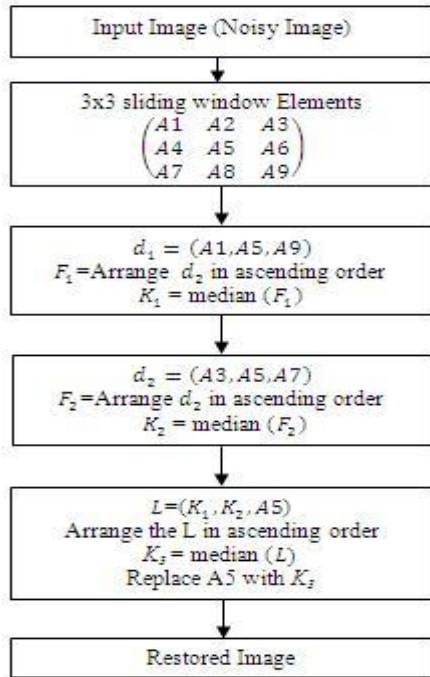 Input Image (Noisy Image)
3x3 sliding window Elements
A1 A2 A3
A4 A5 A6
A7 A8 A9
d₁ = (A1,A5,A9)
F₁=Arrange d₂ in ascending order
K₁ = median (F₁)
d₂ = (A3,A5,A7)
F₂=Arrange d₂ in ascending order
K₂ = median (F₂)
L=(K₁,K₂,A5)
Arrange the L in ascending order
K₃ = median (L)
Replace A5 with K₃
Restored Image